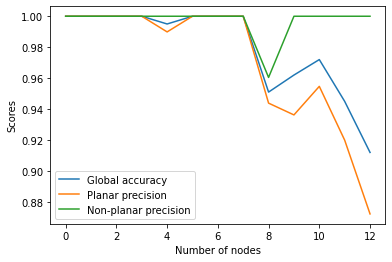 1.00
0.98
0.96
0.94
0.92
0.90
0.88
Scores
Global accuracy
Planar precision
Non-planar precision
0 2 4 6 8 10 12
Number of nodes